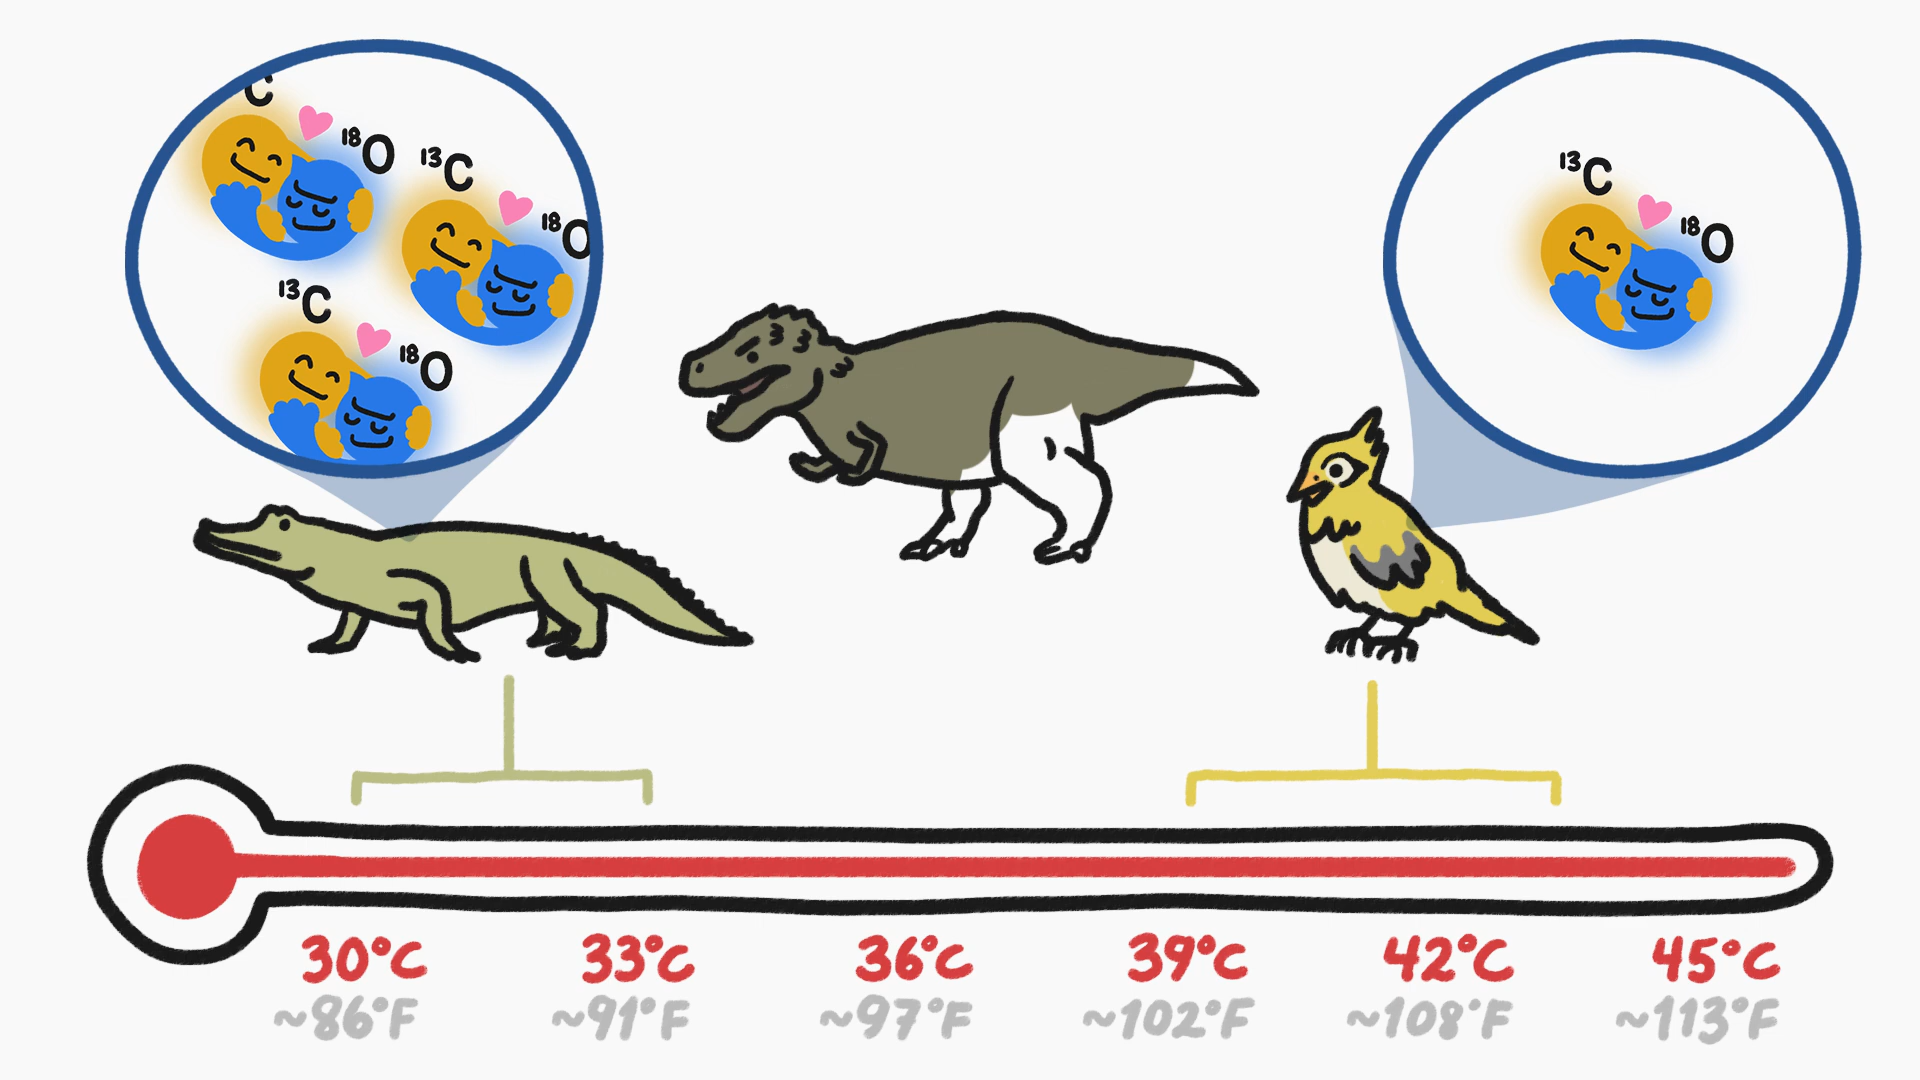 C
¹⁸O
¹³C
¹⁸O
¹³C
¹⁸O
¹³C
¹⁸O
30°C
33°C
36°C
39°C
42°C
45°C
~86°F
~91°F
~97°F
~102°F
~108°F
~113°F